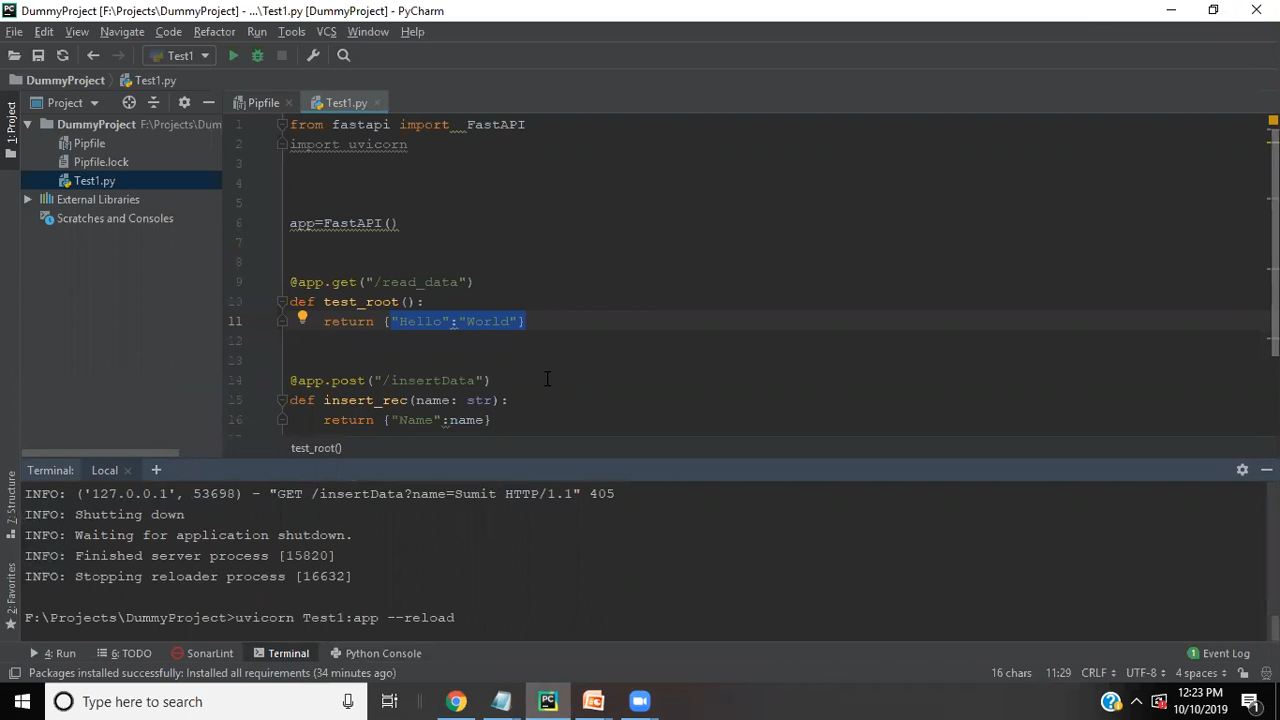 DummyProject [F:\Projects\DummyProject] - ...\Test1.py [DummyProject] - PyCharm
File Edit View Navigate Code Refactor Run Tools VCS Window Help
Test1
DummyProject Test1.py
Project
Pipfile
Test1.py
1: Project
DummyProject F:\Projects\Dum
Pipfile
Pipfile.lock
Test1.py
External Libraries
Scratches and Consoles
1 from fastapi import FastAPI
2 import uvicorn
3
4
5
6 app=FastAPI()
7
8
9 @app.get("/read_data")
10 def test_root():
11 return {"Hello":"World"}
12
13
14 @app.post("/insertData")
15 def insert_rec(name: str):
16 return {"Name":name}
test_root()
Terminal: Local +
Z: Structure
2: Favorites
INFO: ('127.0.0.1', 53698) - "GET /insertData?name=Sumit HTTP/1.1" 405
INFO: Shutting down
INFO: Waiting for application shutdown.
INFO: Finished server process [15820]
INFO: Stopping reloader process [16632]
F:\Projects\DummyProject>uvicorn Test1:app --reload
4: Run 6: TODO SonarLint Terminal Python Console 1 Event Log
Packages installed successfully: Installed all requirements (34 minutes ago) 16 chars 11:29 CRLF UTF-8 4 spaces
Type here to search
12:23 PM
10/10/2019